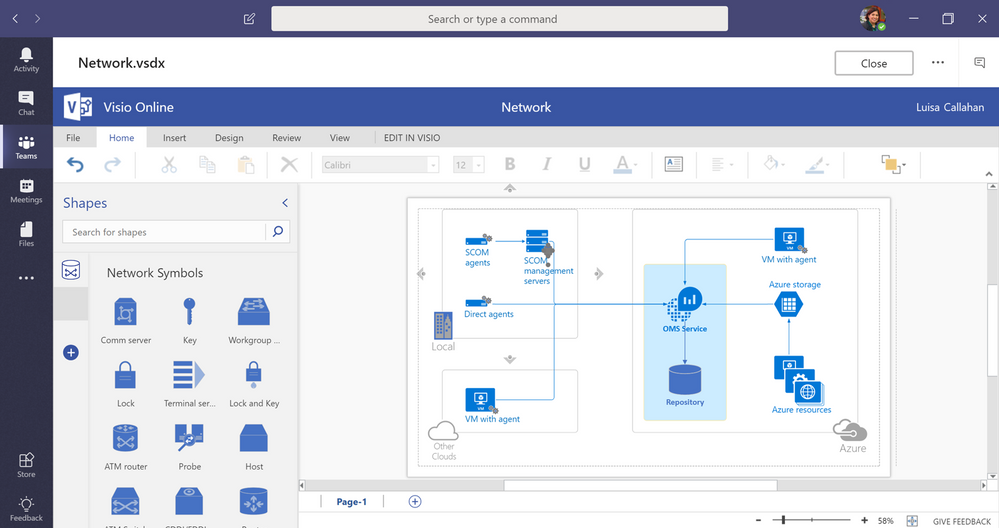 Search or type a command
Activity
Chat
Teams
Meetings
Files
Store
Feedback
Network.vsdx
Close
Visio Online
Network
Luisa Callahan
File
Home
Insert
Design
Review
View
EDIT IN VISIO
Calibri
12
B
I
U
A
A
Shapes
Search for shapes
Network Symbols
Comm server
Key
Workgroup ...
Lock
Terminal ser...
Lock and Key
ATM router
Probe
Host
SCOM
agents
SCOM
management
servers
Direct agents
Local
VM
VM with agent
Other
Clouds
VM
VM with agent
Azure storage
OMS Service
Repository
Azure resources
Azure
Page-1
58%
GIVE FEEDBACK